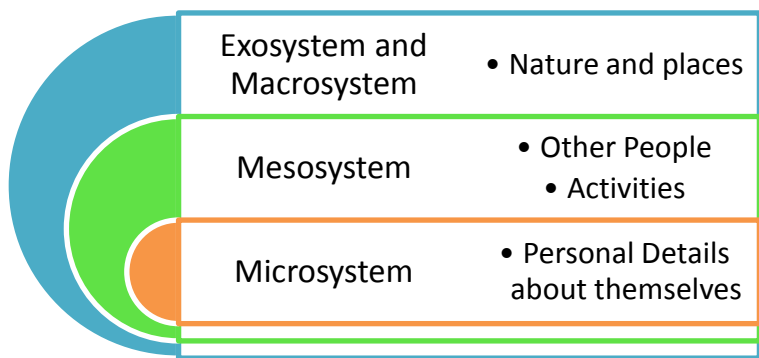 Exosystem and
Macrosystem
• Nature and places
Mesosystem
• Other People
• Activities
Microsystem
• Personal Details
about themselves